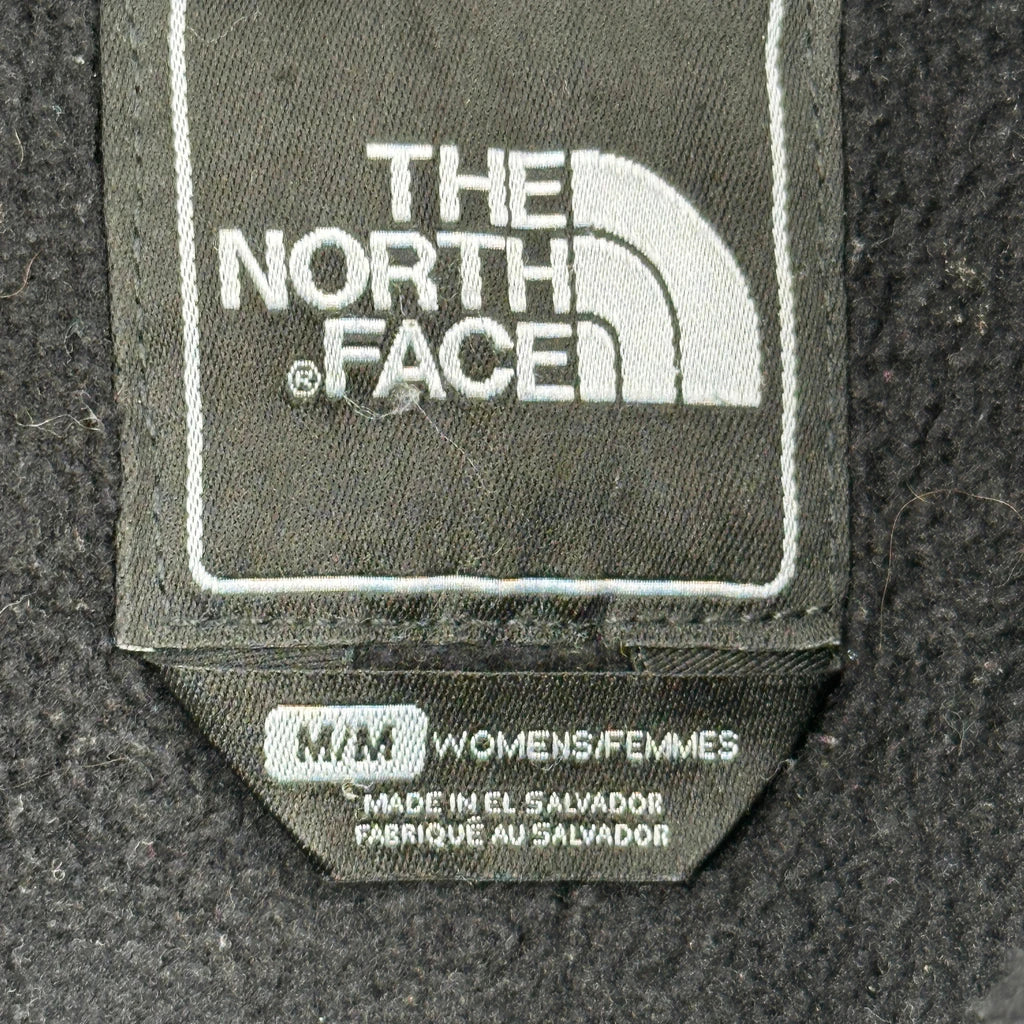 THE
NORTH
® FACE
M/M WOMENS/FEMMES
MADE IN EL SALVADOR
FABRIQUÉ AU SALVADOR